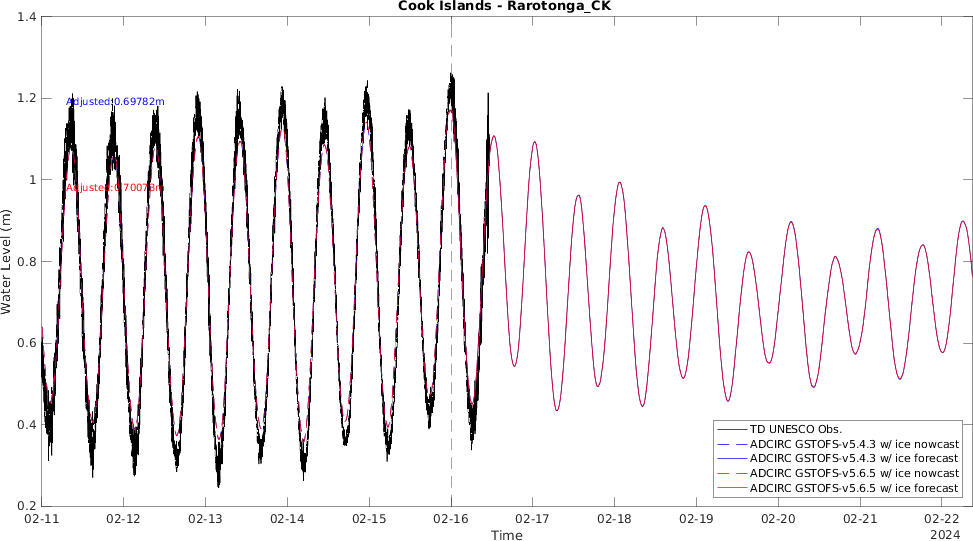 Cook Islands - Rarotonga_CK
1.4
1.2
1
0.8
0.6
0.4
0.2
Water Level (m)
Adjusted:0.69782m
Adjusted:0.70078m
TD UNESCO Obs.
ADCIRC GSTOFS-v5.4.3 w/ ice nowcast
ADCIRC GSTOFS-v5.4.3 w/ ice forecast
ADCIRC GSTOFS-v5.6.5 w/ ice nowcast
ADCIRC GSTOFS-v5.6.5 w/ ice forecast
02-11 02-12 02-13 02-14 02-15 02-16 02-17 02-18 02-19 02-20 02-21 02-22
2024
Time